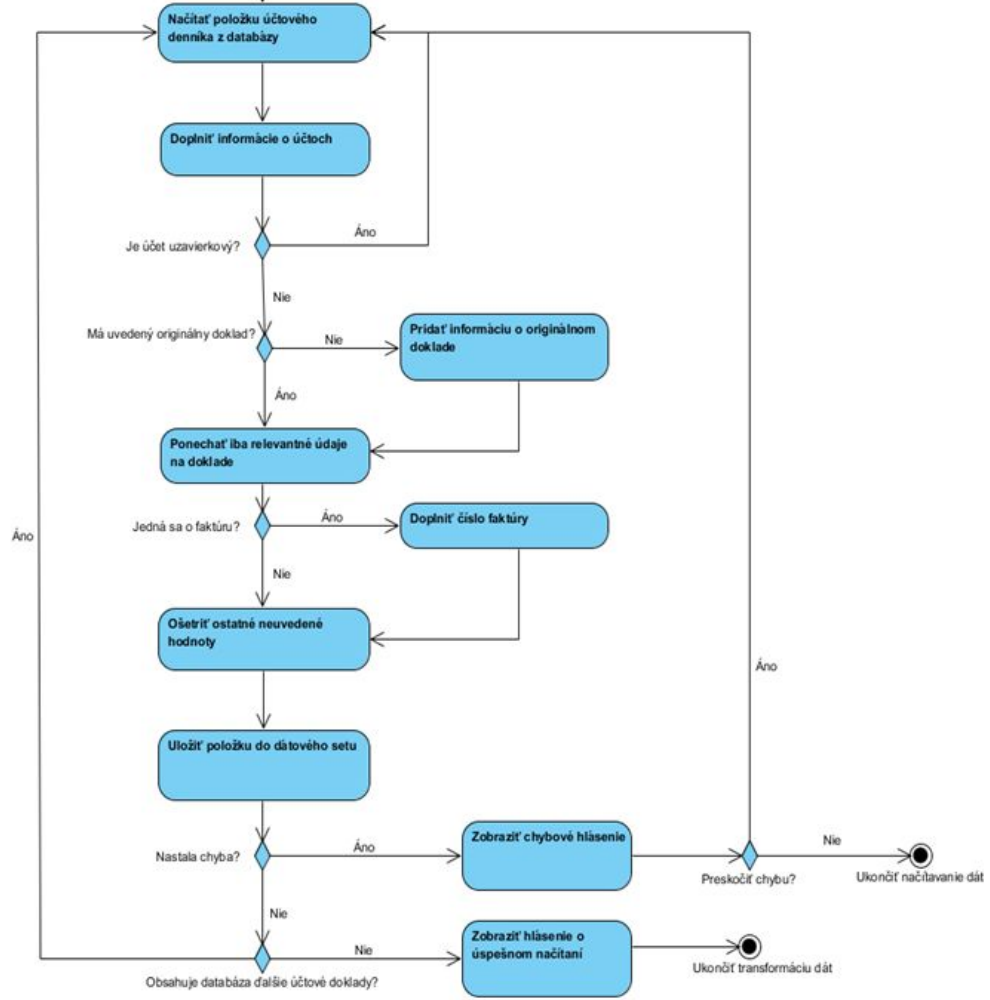 Načítať položku účtového
denníka z databázy
Doplniť informácie o účtoch
Je účet uzavierkový?
Áno
Nie
Má uvedený originálny doklad?
Nie
Pridať informáciu o originálnom
doklade
Áno
Ponechať iba relevantné údaje
na doklade
Jedná sa o faktúru?
Áno
Doplniť číslo faktúry
Áno
Nie
Ošetriť ostatné neuvedené
hodnoty
Áno
Uložiť položku do dátového setu
Nastala chyba?
Áno
Zobraziť chybové hlásenie
Preskočiť chybu?
Nie
Ukončiť načítavanie dát
Nie
Obsahuje databáza ďalšie účtové doklady?
Nie
Zobraziť hlásenie o
úspešnom načítaní
Ukončiť transformáciu dát